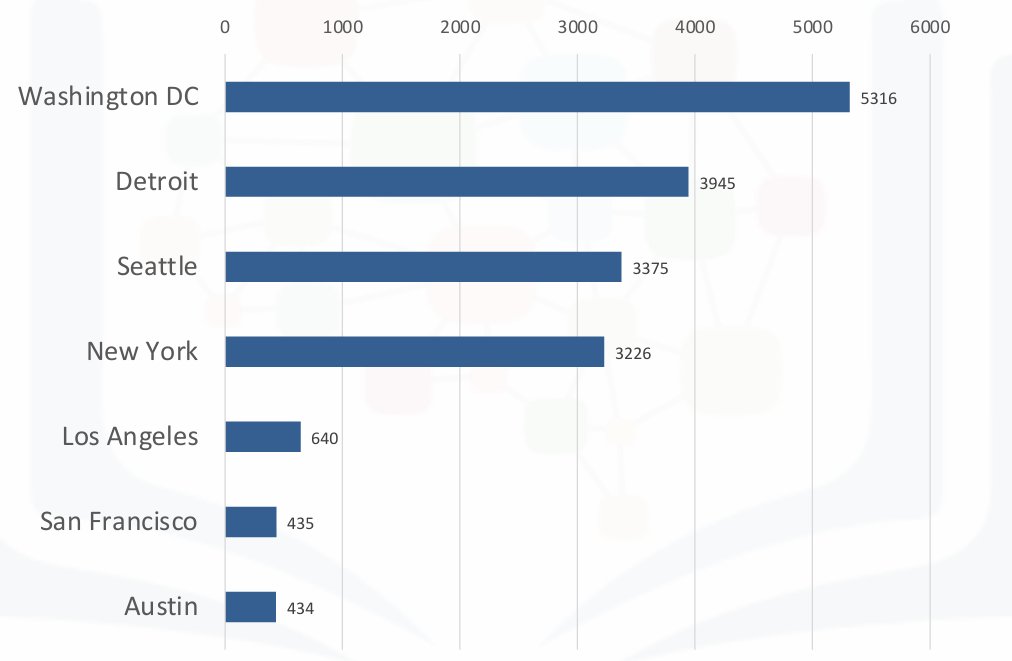 0 1000 2000 3000 4000 5000 6000
Washington DC 5316
Detroit 3945
Seattle 3375
New York 3226
Los Angeles 640
San Francisco 435
Austin 434